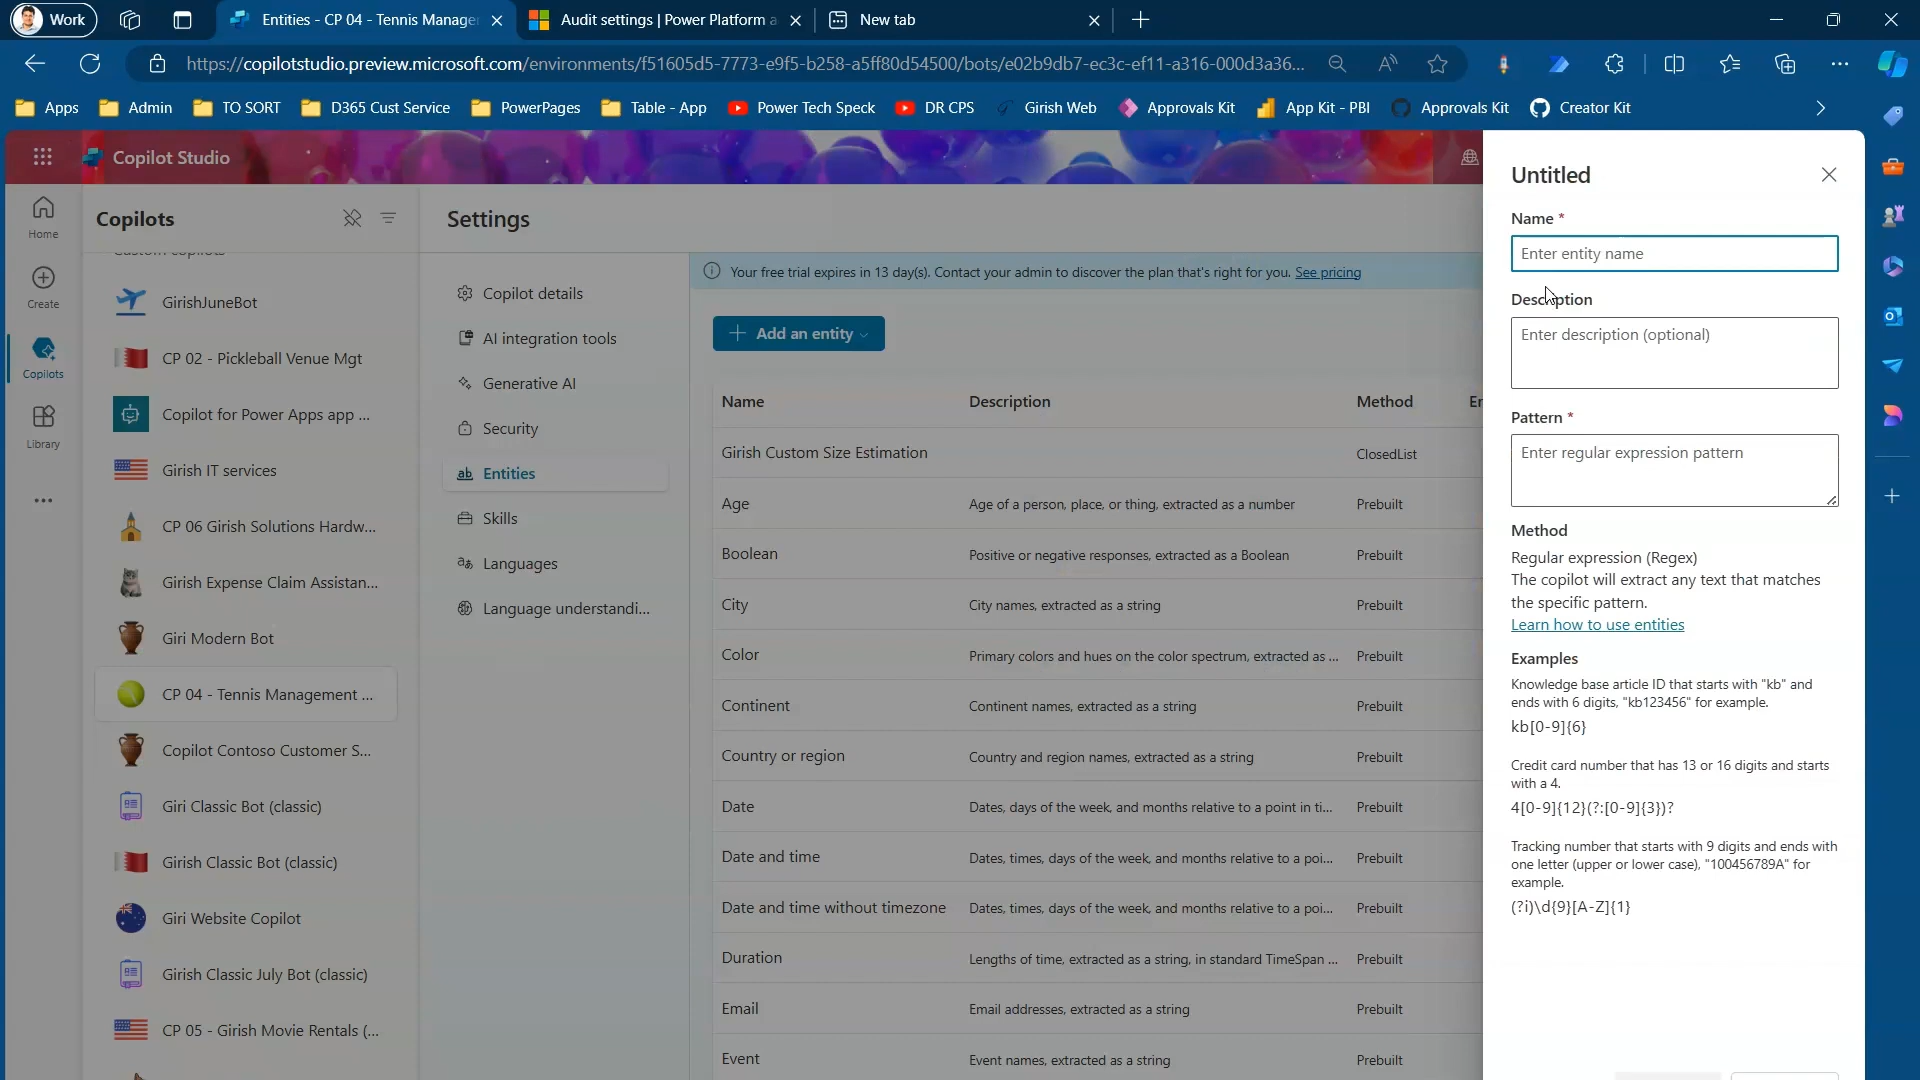 Work
Entities - CP 04 - Tennis Manage
Audit settings | Power Platform a
New tab
https://copilotstudio.preview.microsoft.com/environments/f51605d5-7773-e9f5-b258-a5ff80d54500/bots/e02b9db7-ec3c-ef11-a316-000d3a36...
Apps
Admin
TO SORT
D365 Cust Service
PowerPages
Table - App
Power Tech Speck
DR CPS
Girish Web
Approvals Kit
App Kit - PBI
Approvals Kit
Creator Kit
Copilot Studio
Home
Create
Copilots
Library
Copilots
Custom copilots
GirishJuneBot
CP 02 - Pickleball Venue Mgt
Copilot for Power Apps app ...
Girish IT services
CP 06 Girish Solutions Hardw...
Girish Expense Claim Assistan...
Giri Modern Bot
CP 04 - Tennis Management ...
Copilot Contoso Customer S...
Giri Classic Bot (classic)
Girish Classic Bot (classic)
Giri Website Copilot
Girish Classic July Bot (classic)
CP 05 - Girish Movie Rentals (...
Settings
Copilot details
AI integration tools
Generative AI
Security
Entities
Skills
Languages
Language understandi...
Your free trial expires in 13 day(s). Contact your admin to discover the plan that's right for you. See pricing
Add an entity
Name Description Method
Girish Custom Size Estimation ClosedList
Age Age of a person, place, or thing, extracted as a number Prebuilt
Boolean Positive or negative responses, extracted as a Boolean Prebuilt
City City names, extracted as a string Prebuilt
Color Primary colors and hues on the color spectrum, extracted as ... Prebuilt
Continent Continent names, extracted as a string Prebuilt
Country or region Country and region names, extracted as a string Prebuilt
Date Dates, days of the week, and months relative to a point in ti... Prebuilt
Date and time Dates, times, days of the week, and months relative to a poi... Prebuilt
Date and time without timezone Dates, times, days of the week, and months relative to a poi... Prebuilt
Duration Lengths of time, extracted as a string, in standard TimeSpan ... Prebuilt
Email Email addresses, extracted as a string Prebuilt
Event Event names, extracted as a string Prebuilt
Untitled
Name *
Enter entity name
Description
Enter description (optional)
Pattern *
Enter regular expression pattern
Method
Regular expression (Regex)
The copilot will extract any text that matches
the specific pattern.
Learn how to use entities
Examples
Knowledge base article ID that starts with "kb" and
ends with 6 digits, "kb123456" for example.
kb[0-9]{6}
Credit card number that has 13 or 16 digits and starts
with a 4.
4[0-9]{12}(?:[0-9]{3})?
Tracking number that starts with 9 digits and ends with
one letter (upper or lower case), "100456789A" for
example.
(?i)\d{9}[A-Z]{1}